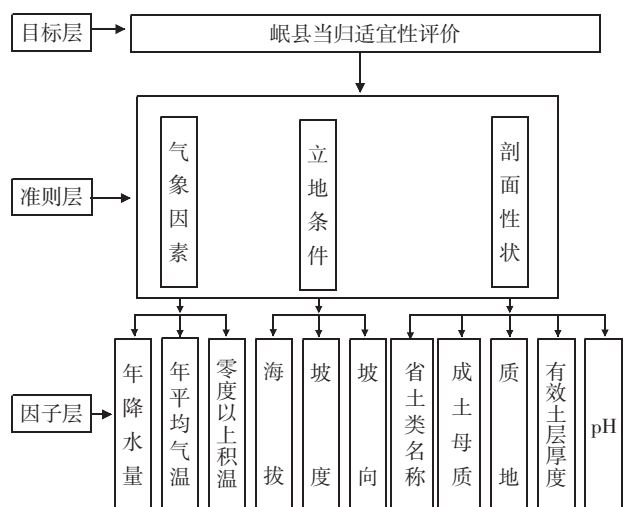 目标层
岷县当归适宜性评价
准则层
气象因素
立地条件
剖面性状
因子层
年降水量
年平均气温
零度以上积温
海拔
坡度
坡向
省土类名称
成土母质
质地
有效土层厚度
pH